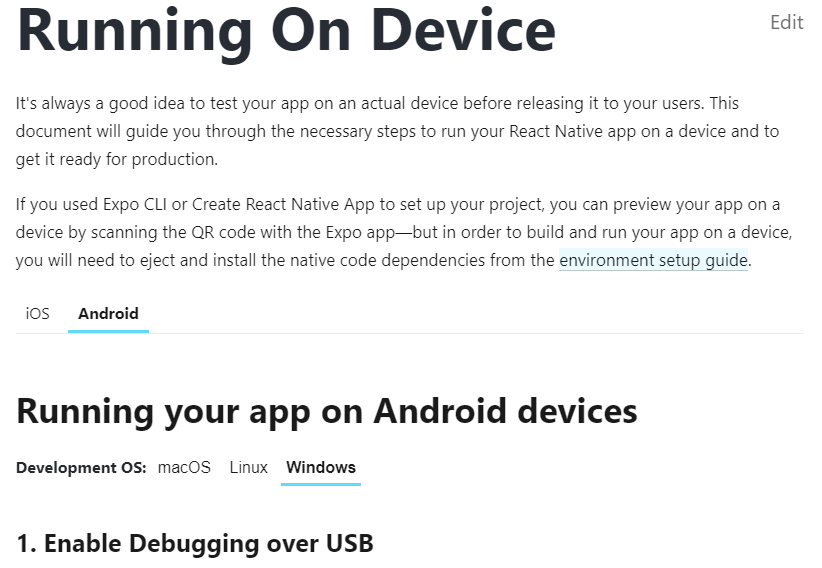 Running On Device
Edit
It's always a good idea to test your app on an actual device before releasing it to your users. This
document will guide you through the necessary steps to run your React Native app on a device and to
get it ready for production.
If you used Expo CLI or Create React Native App to set up your project, you can preview your app on a
device by scanning the QR code with the Expo app—but in order to build and run your app on a device,
you will need to eject and install the native code dependencies from the environment setup guide.
iOS Android
Running your app on Android devices
Development OS: macOS Linux Windows
1. Enable Debugging over USB